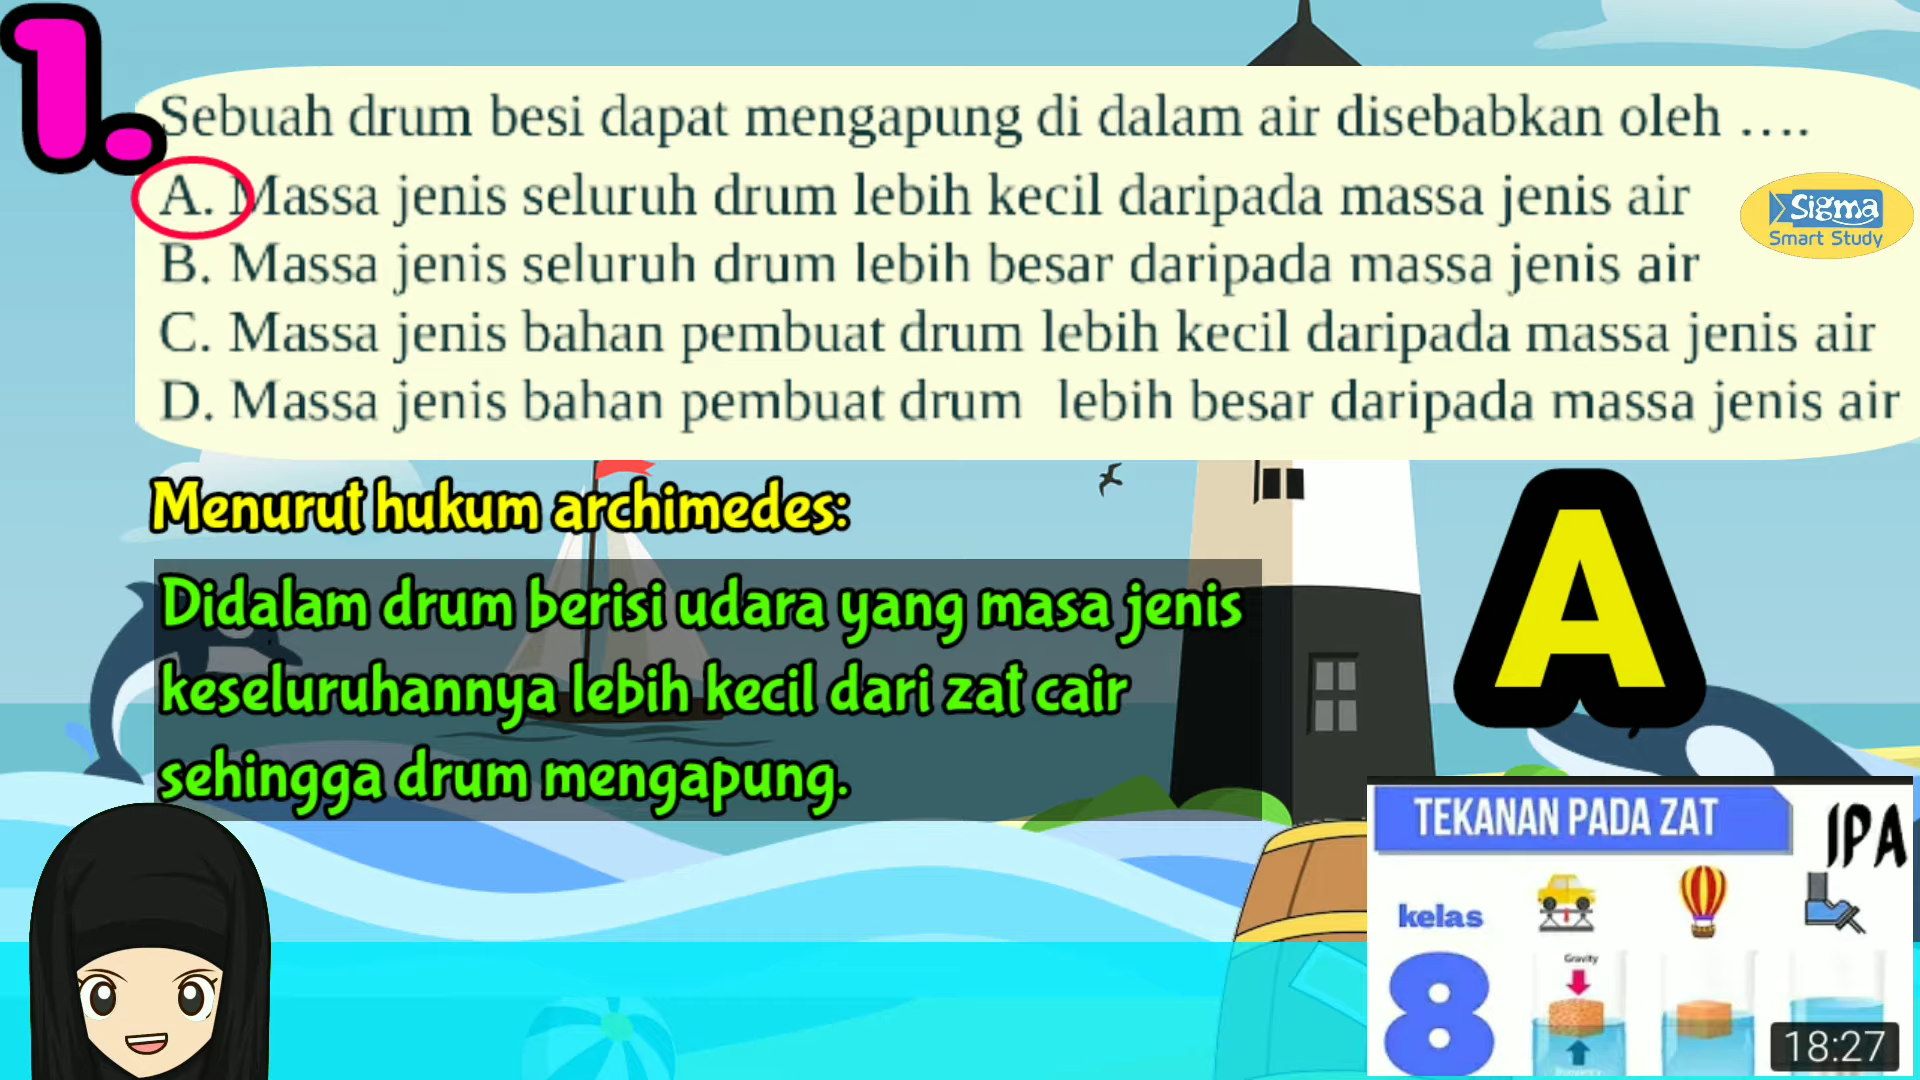 1.
Sebuah drum besi dapat mengapung di dalam air disebabkan oleh ....
A. Massa jenis seluruh drum lebih kecil daripada massa jenis air
B. Massa jenis seluruh drum lebih besar daripada massa jenis air
C. Massa jenis bahan pembuat drum lebih kecil daripada massa jenis air
D. Massa jenis bahan pembuat drum lebih besar daripada massa jenis air
Sigma
Smart Study
Menurut hukum archimedes:
Didalam drum berisi udara yang masa jenis
keseluruhannya lebih kecil dari zat cair
sehingga drum mengapung.
A
TEKANAN PADA ZAT
IPA
kelas
8
Gravity
18:27